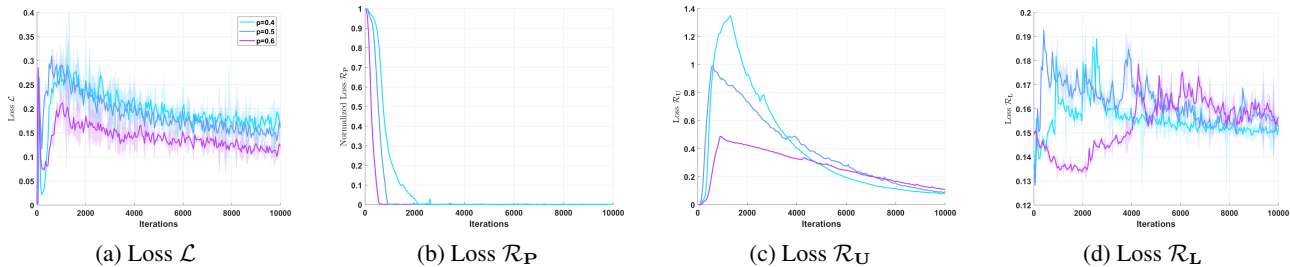 0.4
0.35
0.3
0.25
0.2
0.15
0.1
0.05
0
Loss ℒ
p=0.4
p=0.5
p=0.6
0 2000 4000 6000 8000 10000
Iterations
(a) Loss ℒ
1
0.9
0.8
0.7
0.6
0.5
0.4
0.3
0.2
0.1
0
Normalized Loss ℛ_P
0 2000 4000 6000 8000 10000
Iterations
(b) Loss ℛ_P
1.4
1.2
1
0.8
0.6
0.4
0.2
0
Loss ℛ_U
0 2000 4000 6000 8000 10000
Iterations
(c) Loss ℛ_U
0.2
0.19
0.18
0.17
0.16
0.15
0.14
0.13
0.12
Loss ℛ_L
0 2000 4000 6000 8000 10000
Iterations
(d) Loss ℛ_L